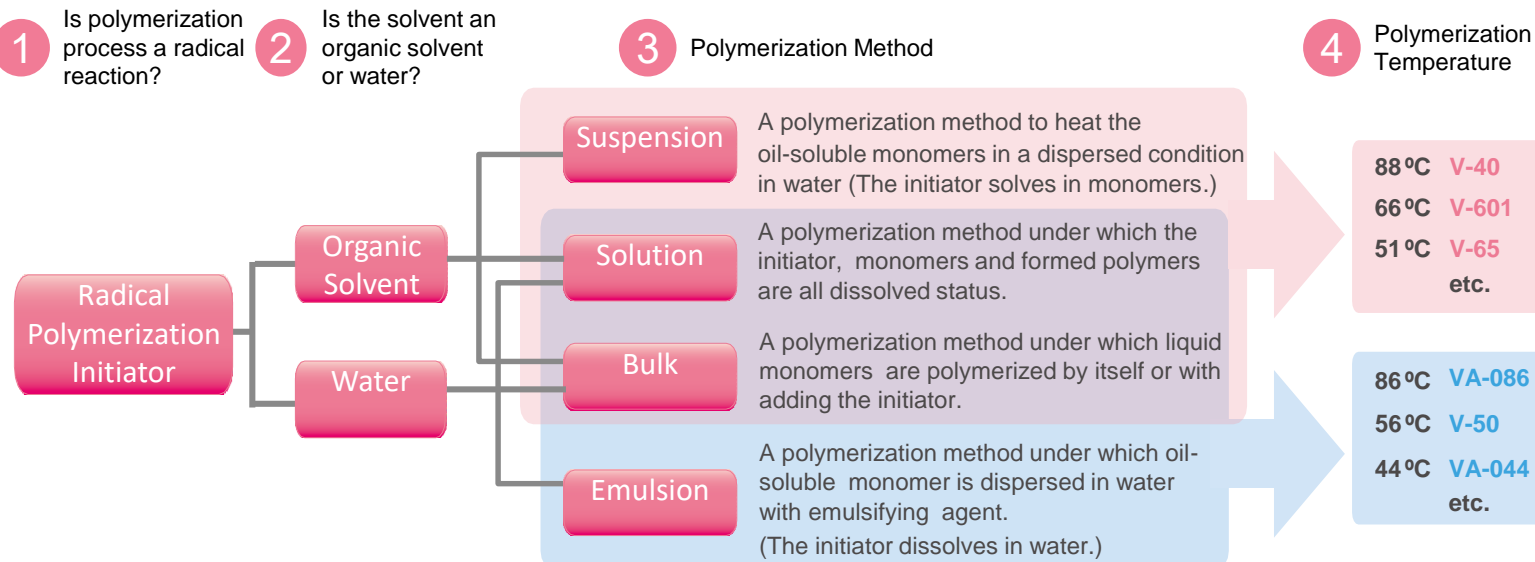 1
Is polymerization
process a radical
reaction?
2
Is the solvent an
organic solvent
or water?
3
Polymerization Method
4
Polymerization
Temperature
Radical
Polymerization
Initiator
Organic
Solvent
Water
Suspension
A polymerization method to heat the
oil-soluble monomers in a dispersed condition
in water (The initiator solves in monomers.)
Solution
A polymerization method under which the
initiator, monomers and formed polymers
are all dissolved status.
Bulk
A polymerization method under which liquid
monomers are polymerized by itself or with
adding the initiator.
Emulsion
A polymerization method under which oil-
soluble monomer is dispersed in water
with emulsifying agent.
(The initiator dissolves in water.)
88 ºC V-40
66 ºC V-601
51 ºC V-65
etc.
86 ºC VA-086
56 ºC V-50
44 ºC VA-044
etc.